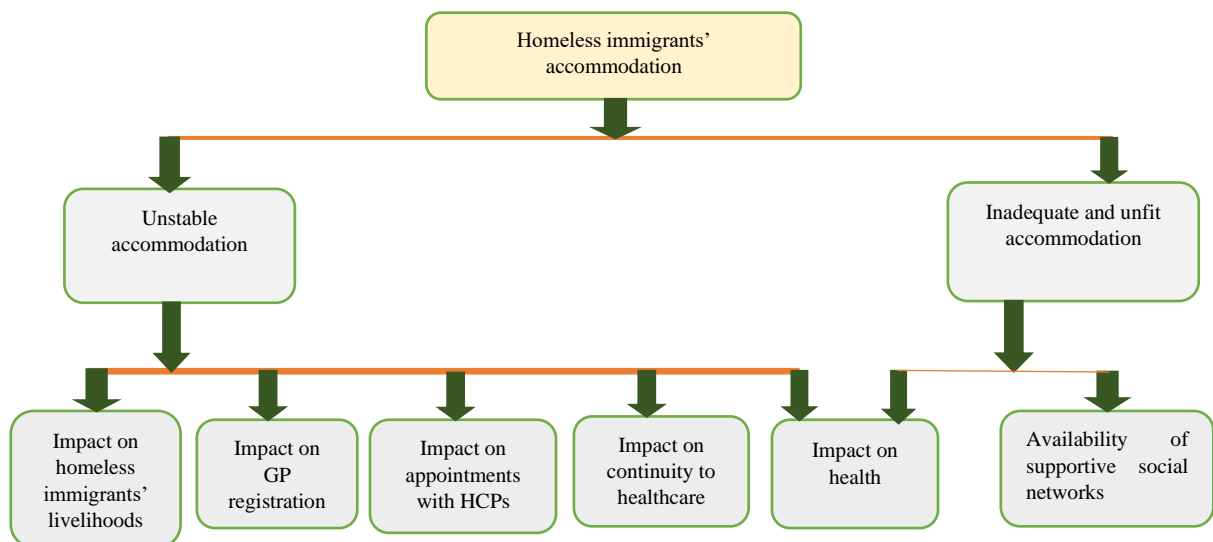 Homeless immigrants’
accommodation
Unstable
accommodation
Inadequate and unfit
accommodation
Impact on
homeless
immigrants’
livelihoods
Impact on
GP
registration
Impact on
appointments
with HCPs
Impact on
continuity to
healthcare
Impact on
health
Availability of
supportive social
networks